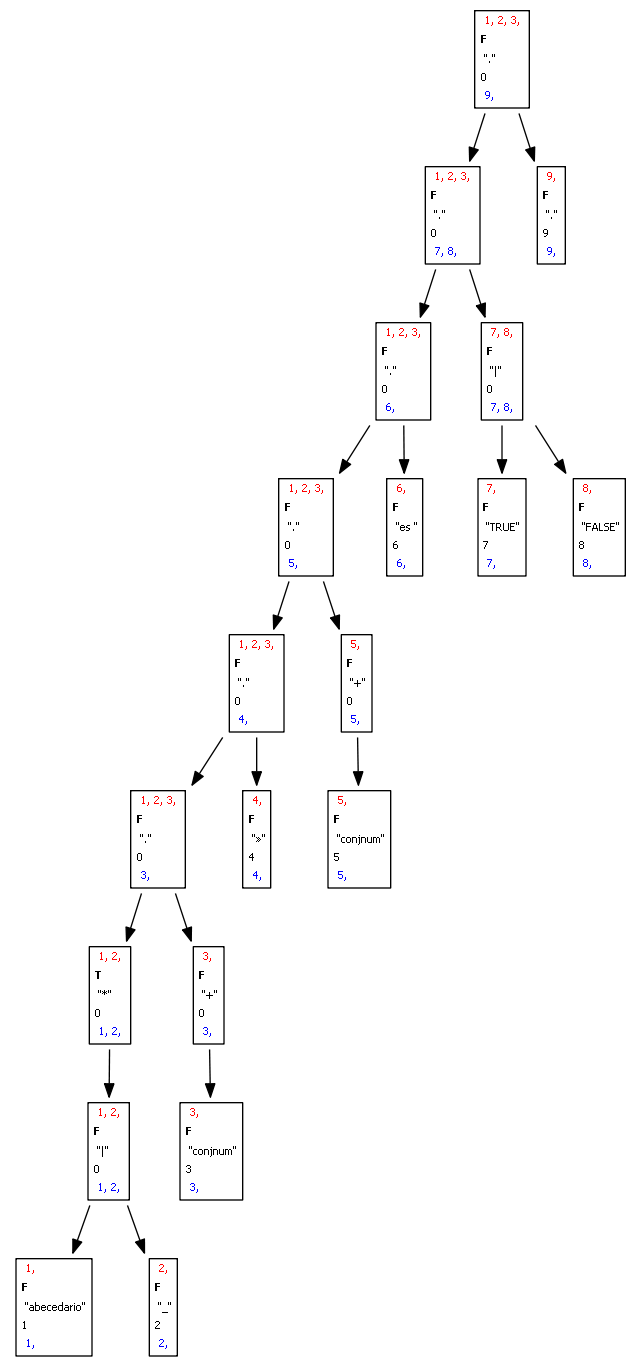 1, 2, 3,
F
"."
0
9,
1, 2, 3,
F
"."
0
7, 8,
9,
F
"."
9
9,
1, 2, 3,
F
"."
0
6,
7, 8,
F
"|"
0
7, 8,
1, 2, 3,
F
"."
0
5,
6,
F
"es "
6
6,
7,
F
"TRUE"
7
7,
8,
F
"FALSE"
8
8,
1, 2, 3,
F
"."
0
4,
5,
F
"+"
0
5,
1, 2, 3,
F
"."
0
3,
4,
F
"»"
4
4,
5,
F
"conjnum"
5
5,
1, 2,
T
"*"
0
1, 2,
3,
F
"+"
0
3,
1, 2,
F
"|"
0
1, 2,
3,
F
"conjnum"
3
3,
1,
F
"abecedario"
1
1,
2,
F
"_"
2
2,